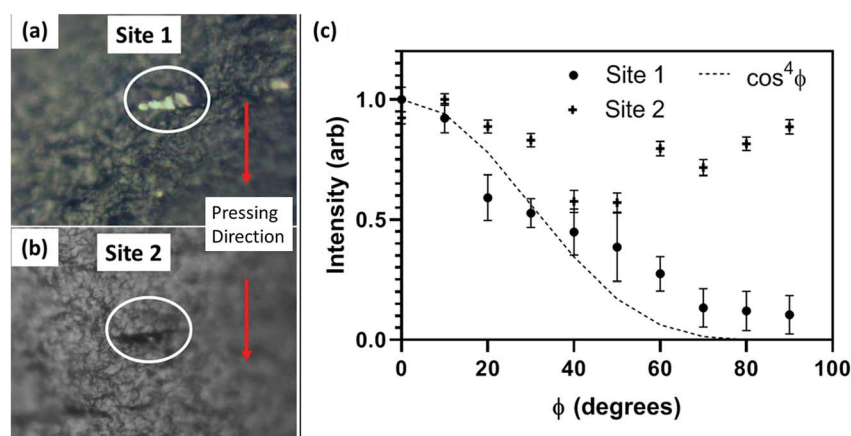 (a)
Site 1
Pressing
Direction
(b)
Site 2
(c)
Site 1
cos⁴ϕ
Site 2
Intensity (arb)
1.0
0.5
0.0
0
20
40
60
80
100
ϕ (degrees)